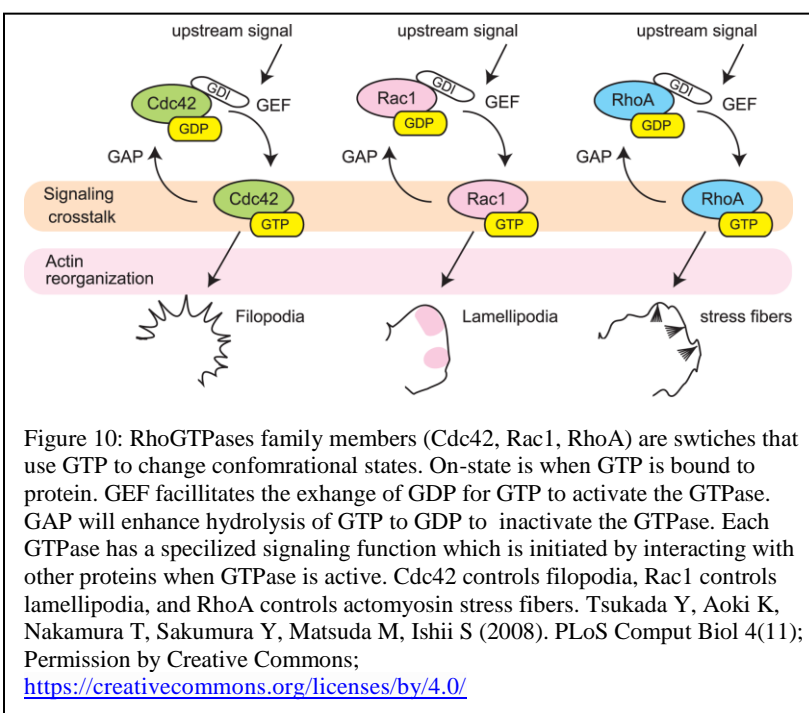 upstream signal upstream signal upstream signal
GDI GDI GDI
Cdc42 GEF Rac1 GEF RhoA GEF
GDP GDP GDP
GAP GAP GAP
Signaling
crosstalk
Cdc42 Rac1 RhoA
GTP GTP GTP
Actin
reorganization
Filopodia Lamellipodia stress fibers
Figure 10: RhoGTPases family members (Cdc42, Rac1, RhoA) are swtiches that
use GTP to change confomrational states. On-state is when GTP is bound to
protein. GEF facillitates the exhange of GDP for GTP to activate the GTPase.
GAP will enhance hydrolysis of GTP to GDP to inactivate the GTPase. Each
GTPase has a specilized signaling function which is initiated by interacting with
other proteins when GTPase is active. Cdc42 controls filopodia, Rac1 controls
lamellipodia, and RhoA controls actomyosin stress fibers. Tsukada Y, Aoki K,
Nakamura T, Sakumura Y, Matsuda M, Ishii S (2008). PLoS Comput Biol 4(11);
Permission by Creative Commons;
https://creativecommons.org/licenses/by/4.0/